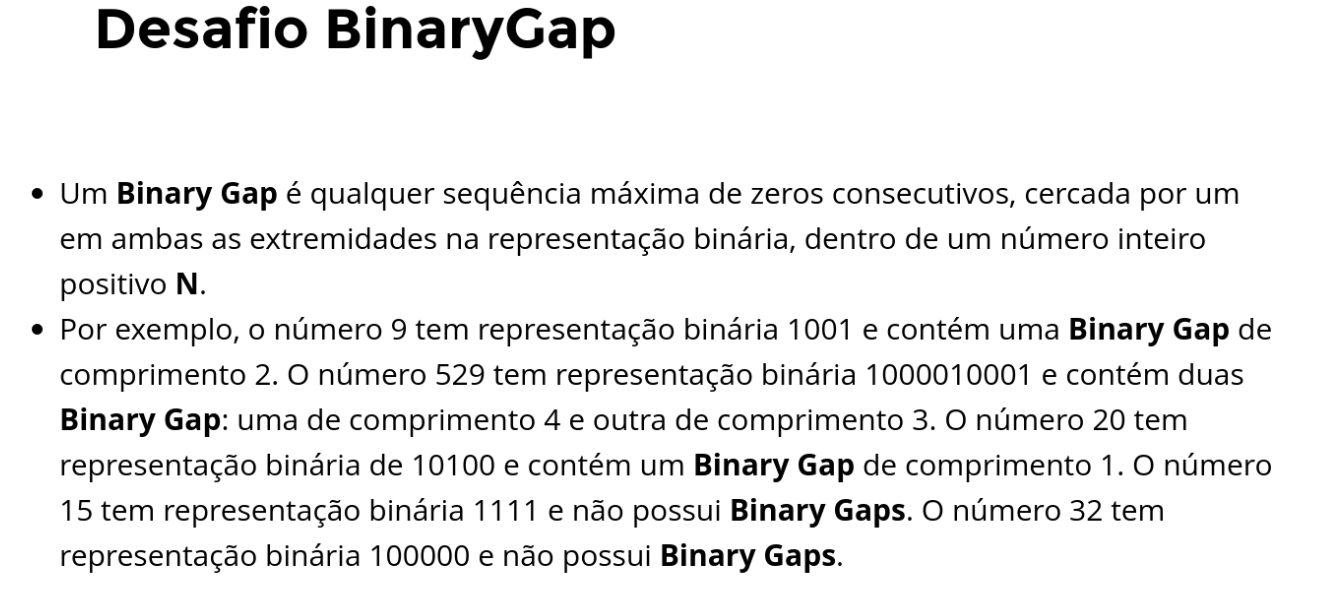 Desafio BinaryGap
• Um Binary Gap é qualquer sequência máxima de zeros consecutivos, cercada por um
em ambas as extremidades na representação binária, dentro de um número inteiro
positivo N.
• Por exemplo, o número 9 tem representação binária 1001 e contém uma Binary Gap de
comprimento 2. O número 529 tem representação binária 1000010001 e contém duas
Binary Gap: uma de comprimento 4 e outra de comprimento 3. O número 20 tem
representação binária de 10100 e contém um Binary Gap de comprimento 1. O número
15 tem representação binária 1111 e não possui Binary Gaps. O número 32 tem
representação binária 100000 e não possui Binary Gaps.